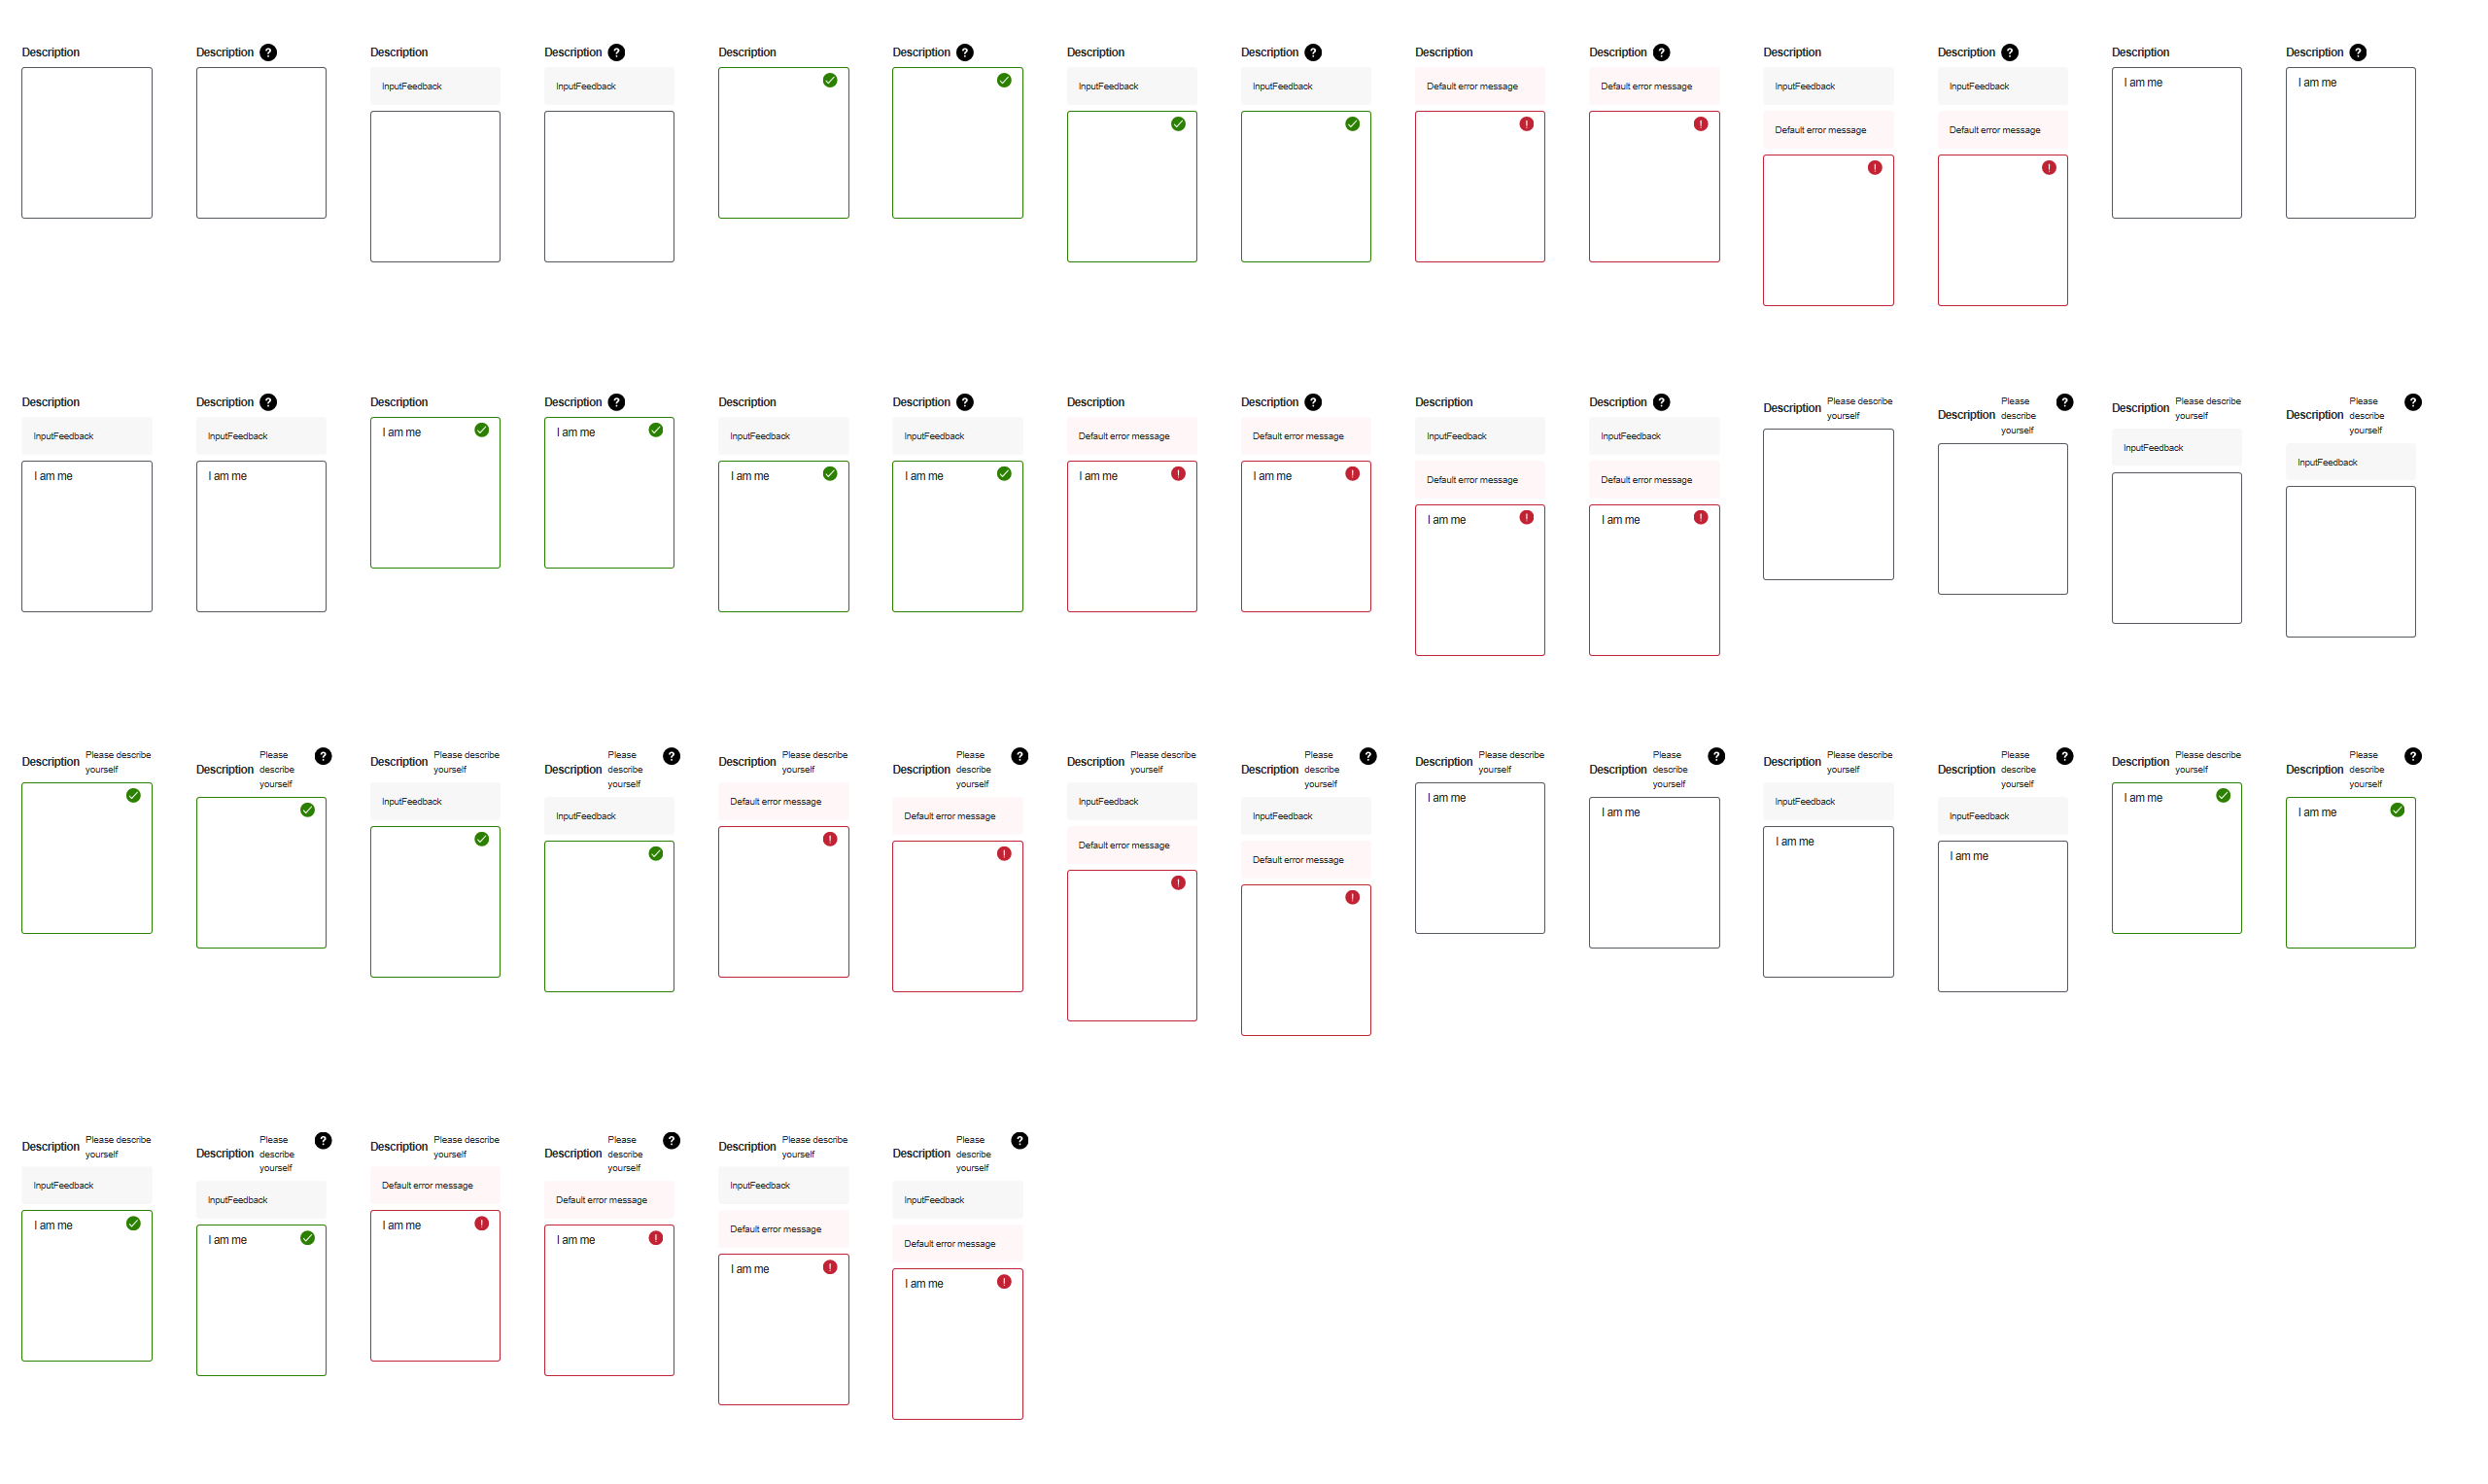 Description
Description ?
Description
InputFeedback
Description ?
InputFeedback
Description
Description ?
Description
InputFeedback
Description ?
InputFeedback
Description
Default error message
!
Description ?
Default error message
!
Description
InputFeedback
Default error message
!
Description ?
InputFeedback
Default error message
!
Description
I am me
Description ?
I am me
Description
InputFeedback
I am me
Description ?
InputFeedback
I am me
Description
I am me
Description ?
I am me
Description
InputFeedback
I am me
Description ?
InputFeedback
I am me
Description
Default error message
I am me !
Description ?
Default error message
I am me !
Description
InputFeedback
Default error message
I am me !
Description ?
InputFeedback
Default error message
I am me !
Description Please describe
yourself
Description Please ?
describe
yourself
Description Please describe
yourself
InputFeedback
Description Please ?
describe
yourself
InputFeedback
Description Please describe
yourself
Description Please ?
describe
yourself
Description Please describe
yourself
InputFeedback
Description Please ?
describe
yourself
InputFeedback
Description Please describe
yourself
Default error message
!
Description Please ?
describe
yourself
Default error message
!
Description Please describe
yourself
InputFeedback
Default error message
!
Description Please ?
describe
yourself
InputFeedback
Default error message
!
Description Please describe
yourself
I am me
Description Please ?
describe
yourself
I am me
Description Please describe
yourself
InputFeedback
I am me
Description Please ?
describe
yourself
InputFeedback
I am me
Description Please describe
yourself
I am me
Description Please ?
describe
yourself
I am me
Description Please describe
yourself
InputFeedback
I am me
Description Please ?
describe
yourself
InputFeedback
I am me
Description Please describe
yourself
Default error message
I am me !
Description Please ?
describe
yourself
Default error message
I am me !
Description Please describe
yourself
InputFeedback
Default error message
I am me !
Description Please ?
describe
yourself
InputFeedback
Default error message
I am me !